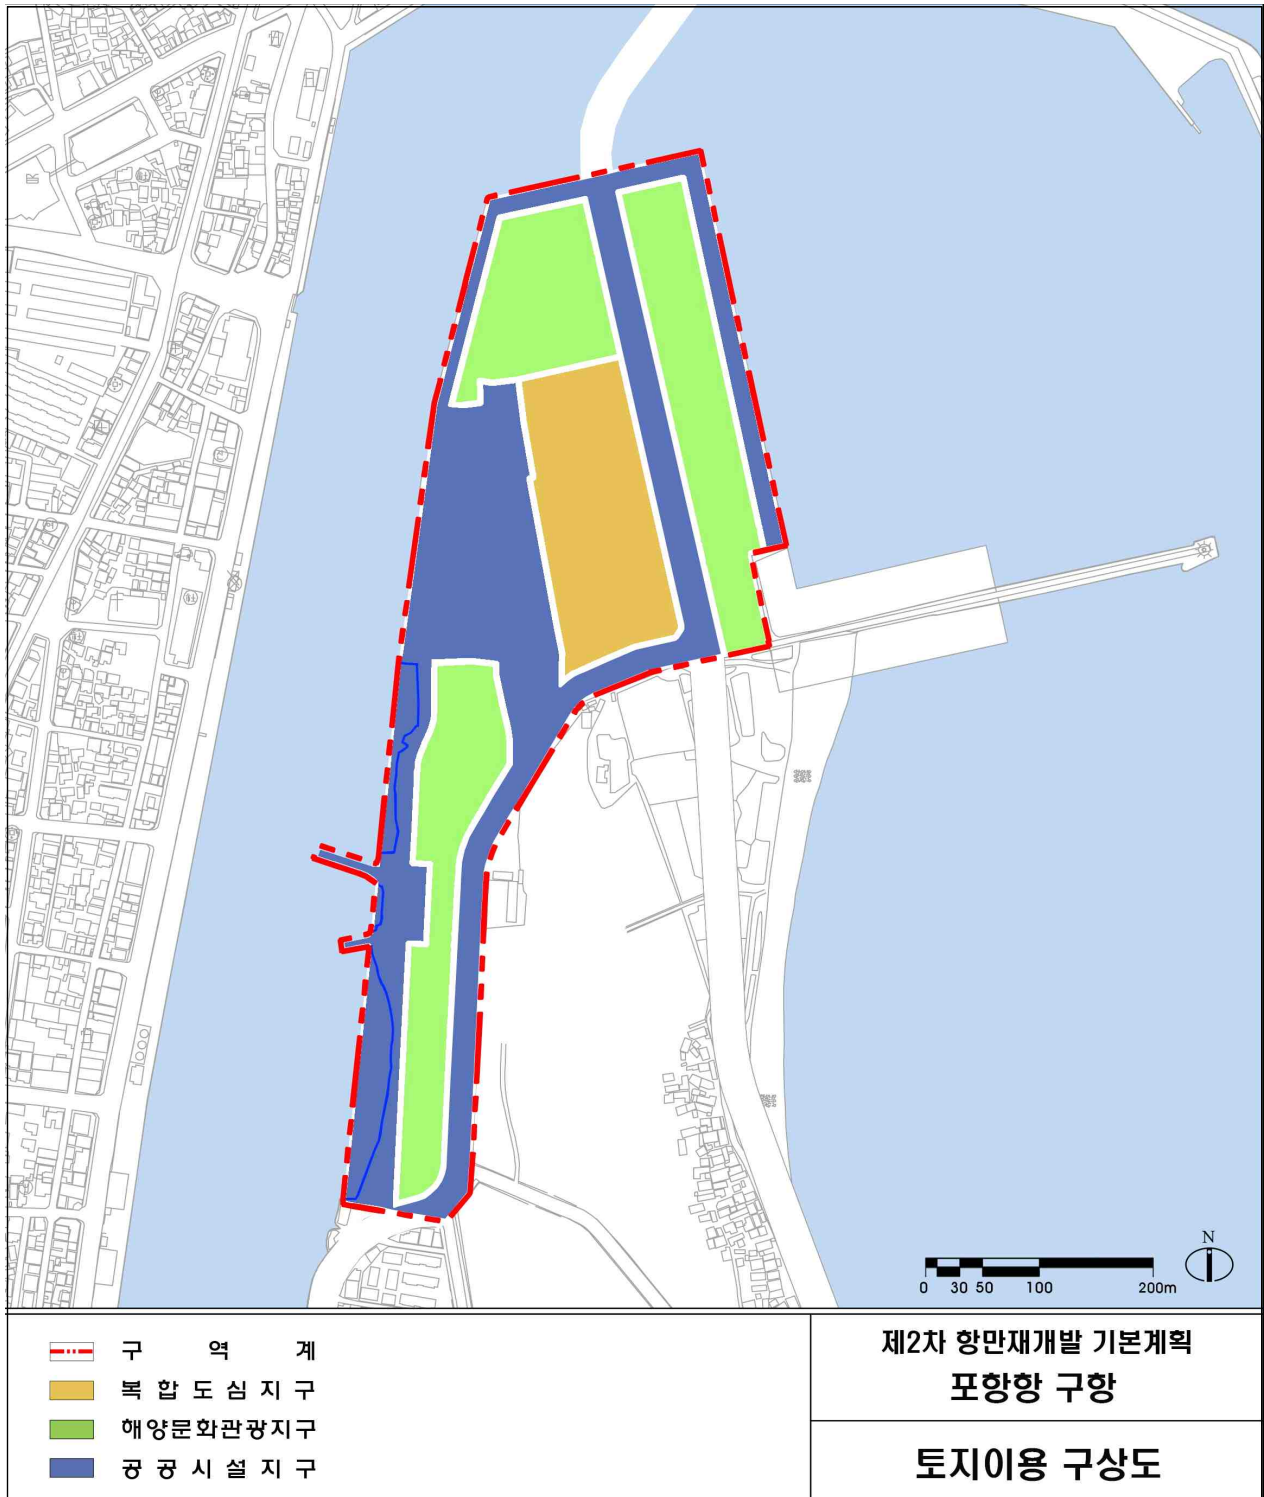 N
0 30 50 100 200m
구 역 계
복 합 도 심 지 구
해양문화관광지구
공 공 시 설 지 구
제2차 항만재개발 기본계획
포항항 구항
토지이용 구상도